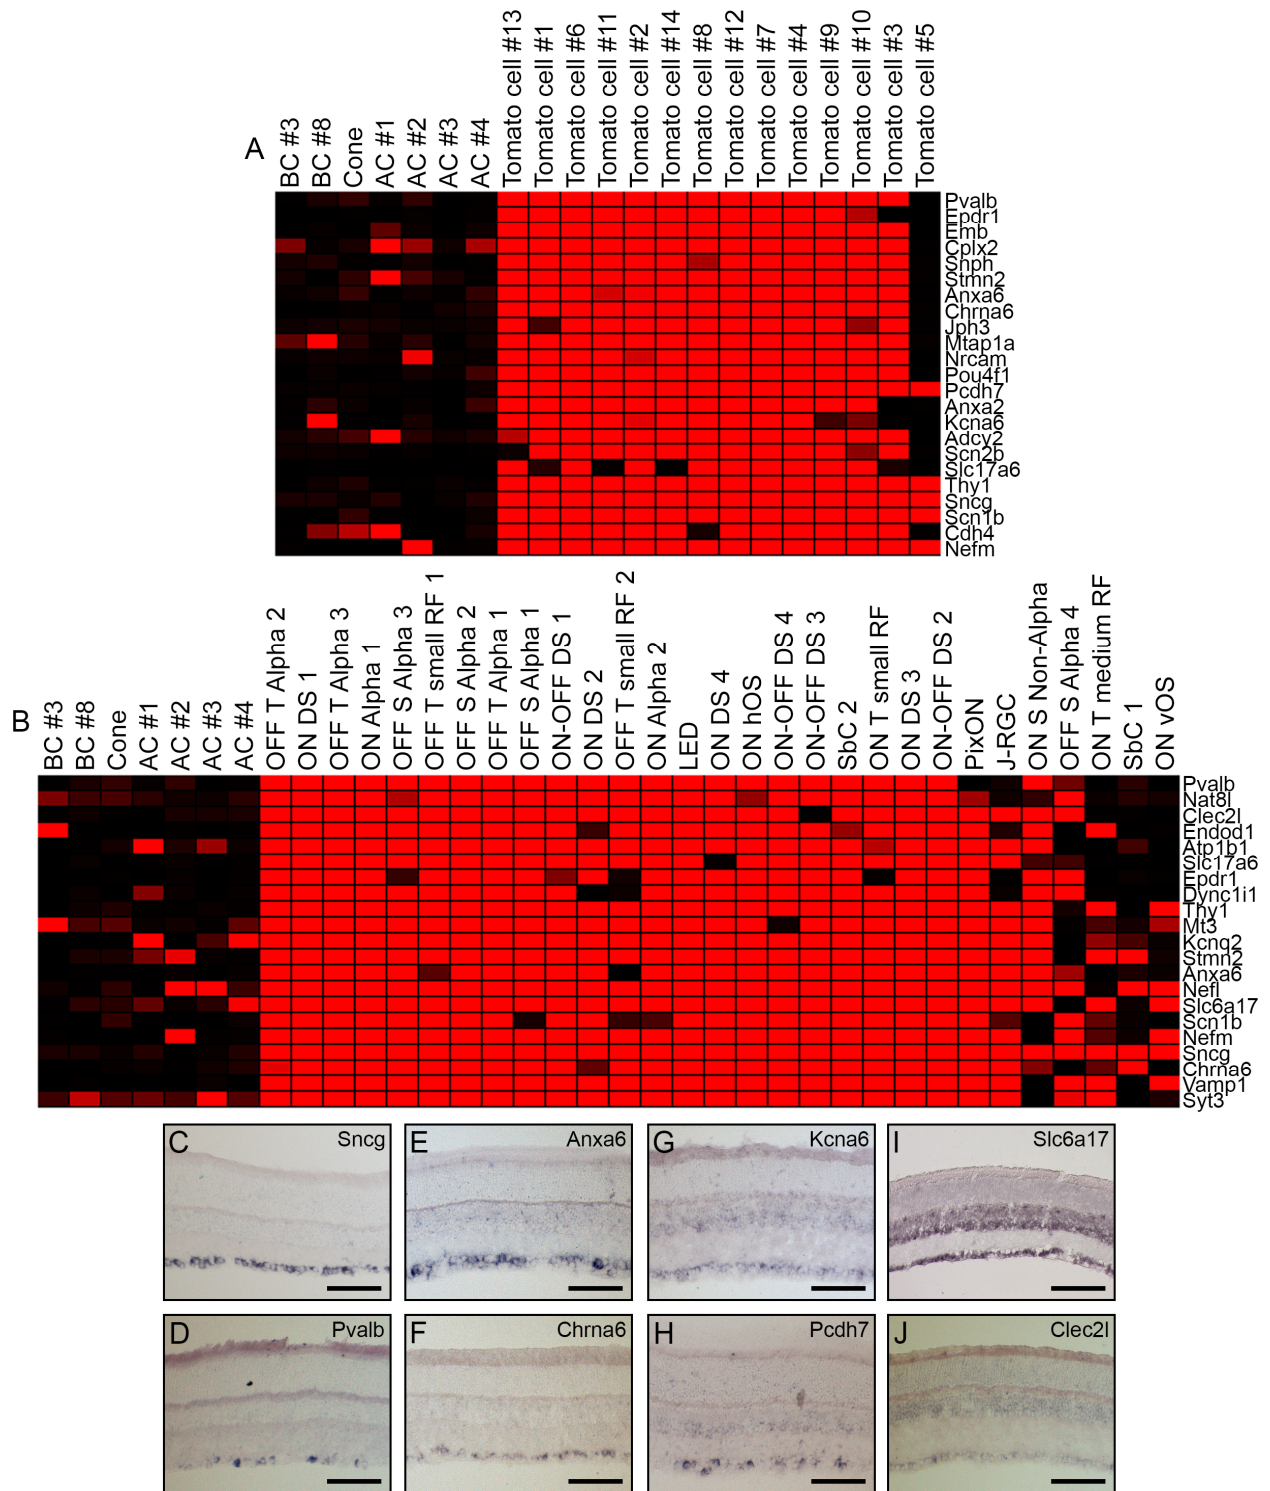 A
BC #3
BC #8
Cone
AC #1
AC #2
AC #3
AC #4
Tomato cell #13
Tomato cell #1
Tomato cell #6
Tomato cell #11
Tomato cell #2
Tomato cell #14
Tomato cell #8
Tomato cell #12
Tomato cell #7
Tomato cell #4
Tomato cell #9
Tomato cell #10
Tomato cell #3
Tomato cell #5
Pvalb
Epdr1
Emb
Cplx2
Snph
Stmn2
Anxa6
Chrna6
Jph3
Mtap1a
Nrcam
Pou4f1
Pcdh7
Anxa2
Kcna6
Adcy2
Scn2b
Slc17a6
Thy1
Sncg
Scn1b
Cdh4
Nefm
B
BC #3
BC #8
Cone
AC #1
AC #2
AC #3
AC #4
OFF T Alpha 2
ON DS 1
OFF T Alpha 3
ON Alpha 1
OFF S Alpha 3
OFF T small RF 1
OFF S Alpha 2
OFF T Alpha 1
OFF S Alpha 1
ON-OFF DS 1
ON DS 2
OFF T small RF 2
ON Alpha 2
LED
ON DS 4
ON hOS
ON-OFF DS 4
ON-OFF DS 3
SbC 2
ON T small RF
ON DS 3
ON-OFF DS 2
PixON
J-RGC
ON S Non-Alpha
OFF S Alpha 4
ON T medium RF
SbC 1
ON vOS
Pvalb
Nat8l
Clec2l
Endod1
Atp1b1
Slc17a6
Epdr1
Dync1i1
Thy1
Mt3
Kcnq2
Stmn2
Anxa6
Nefl
Slc6a17
Scn1b
Nefm
Sncg
Chrna6
Vamp1
Syt3
C Sncg
E Anxa6
G Kcna6
I Slc6a17
D Pvalb
F Chrna6
H Pcdh7
J Clec2l